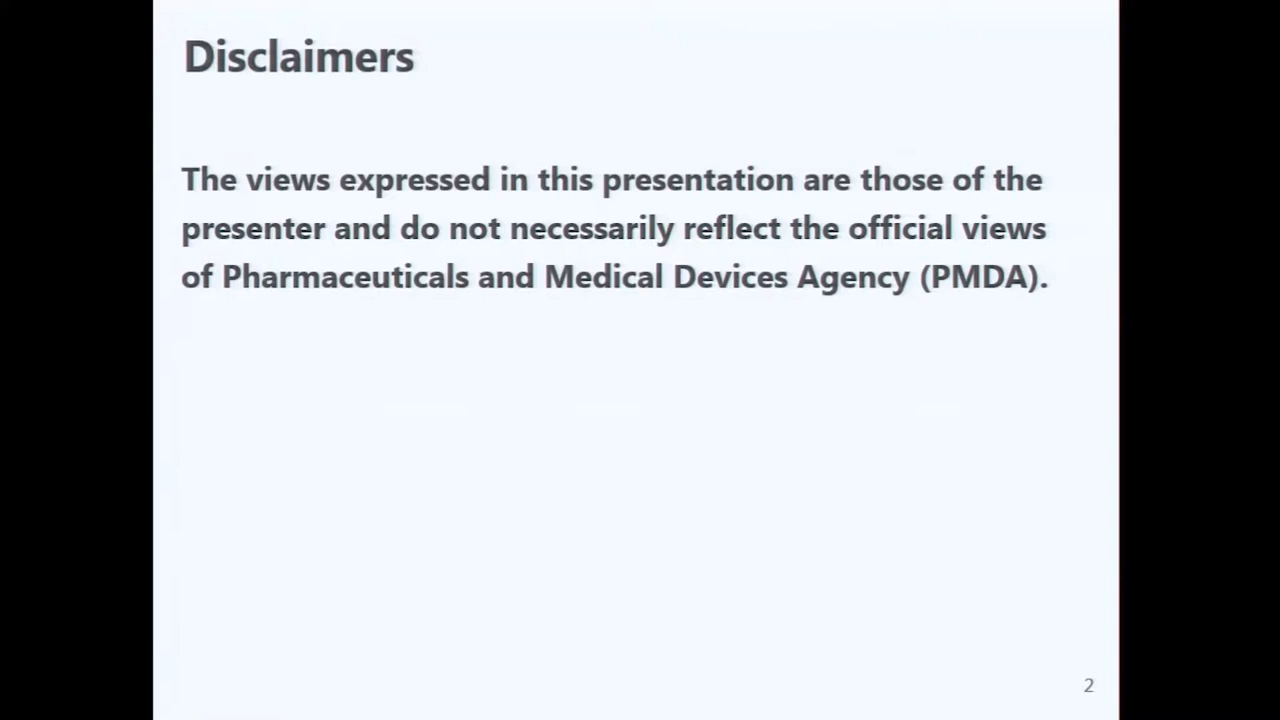 Disclaimers
The views expressed in this presentation are those of the
presenter and do not necessarily reflect the official views
of Pharmaceuticals and Medical Devices Agency (PMDA).
2